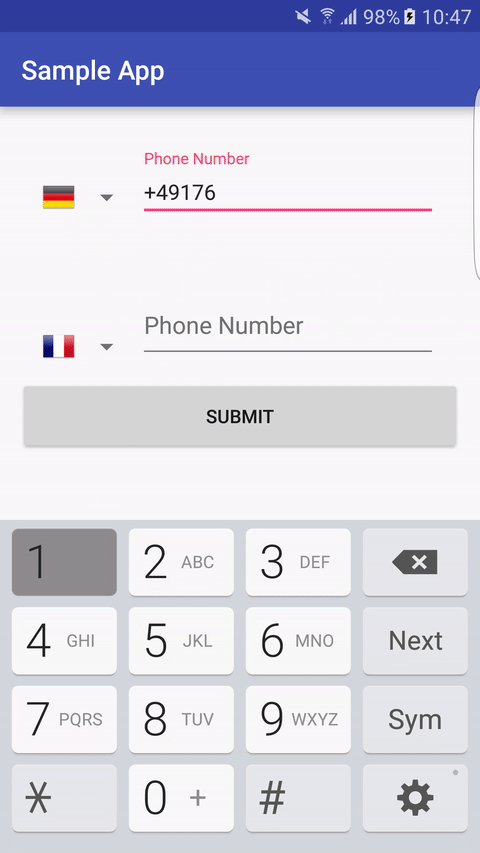 98% 10:47
Sample App
Phone Number
+49176
Phone Number
SUBMIT
1 2 ABC 3 DEF
4 GHI 5 JKL 6 MNO Next
7 PQRS 8 TUV 9 WXYZ Sym
* 0 + #